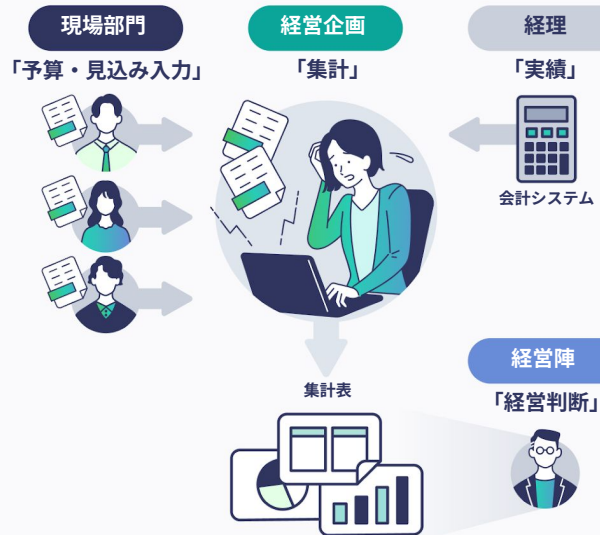 現場部門
「予算・見込み入力」
経営企画
「集計」
経理
「実績」
会計システム
集計表
経営陣
「経営判断」